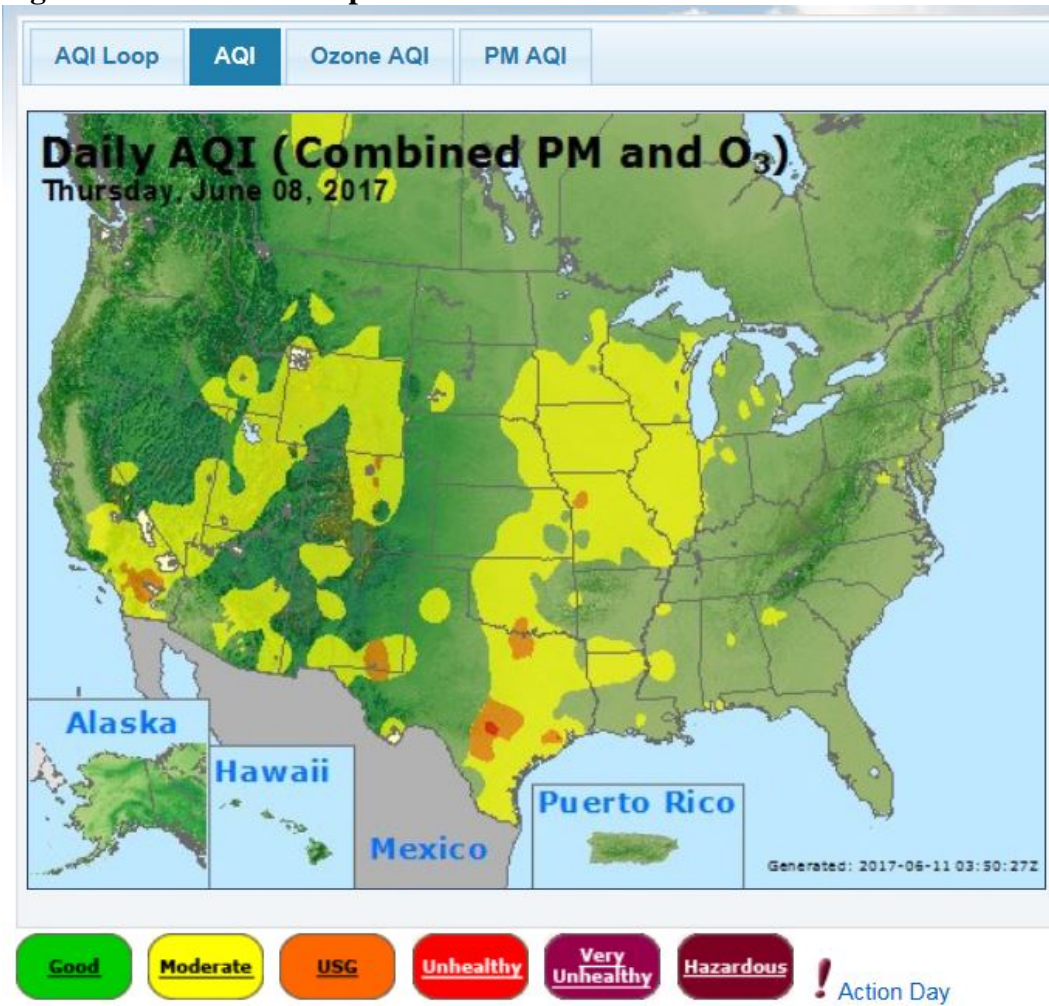 AQI Loop
AQI
Ozone AQI
PM AQI
Daily AQI (Combined PM and O₃)
Thursday, June 08, 2017
Alaska
Hawaii
Mexico
Puerto Rico
Generated: 2017-06-11 03:50:27Z
Good
Moderate
USG
Unhealthy
Very
Unhealthy
Hazardous
! Action Day